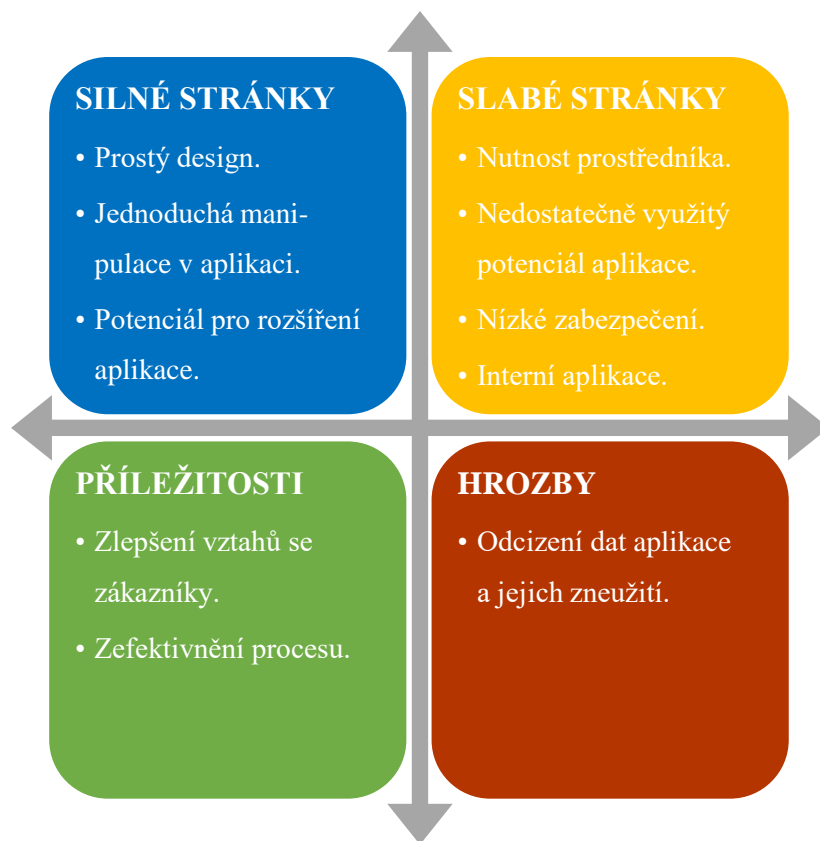 SILNÉ STRÁNKY
• Prostý design.
• Jednoduchá mani-
pulace v aplikaci.
• Potenciál pro rozšíření
aplikace.
SLABÉ STRÁNKY
• Nutnost prostředníka.
• Nedostatečně využitý
potenciál aplikace.
• Nízké zabezpečení.
• Interní aplikace.
PŘÍLEŽITOSTI
• Zlepšení vztahů se
zákazníky.
• Zefektivnění procesu.
HROZBY
• Odcizení dat aplikace
a jejich zneužití.